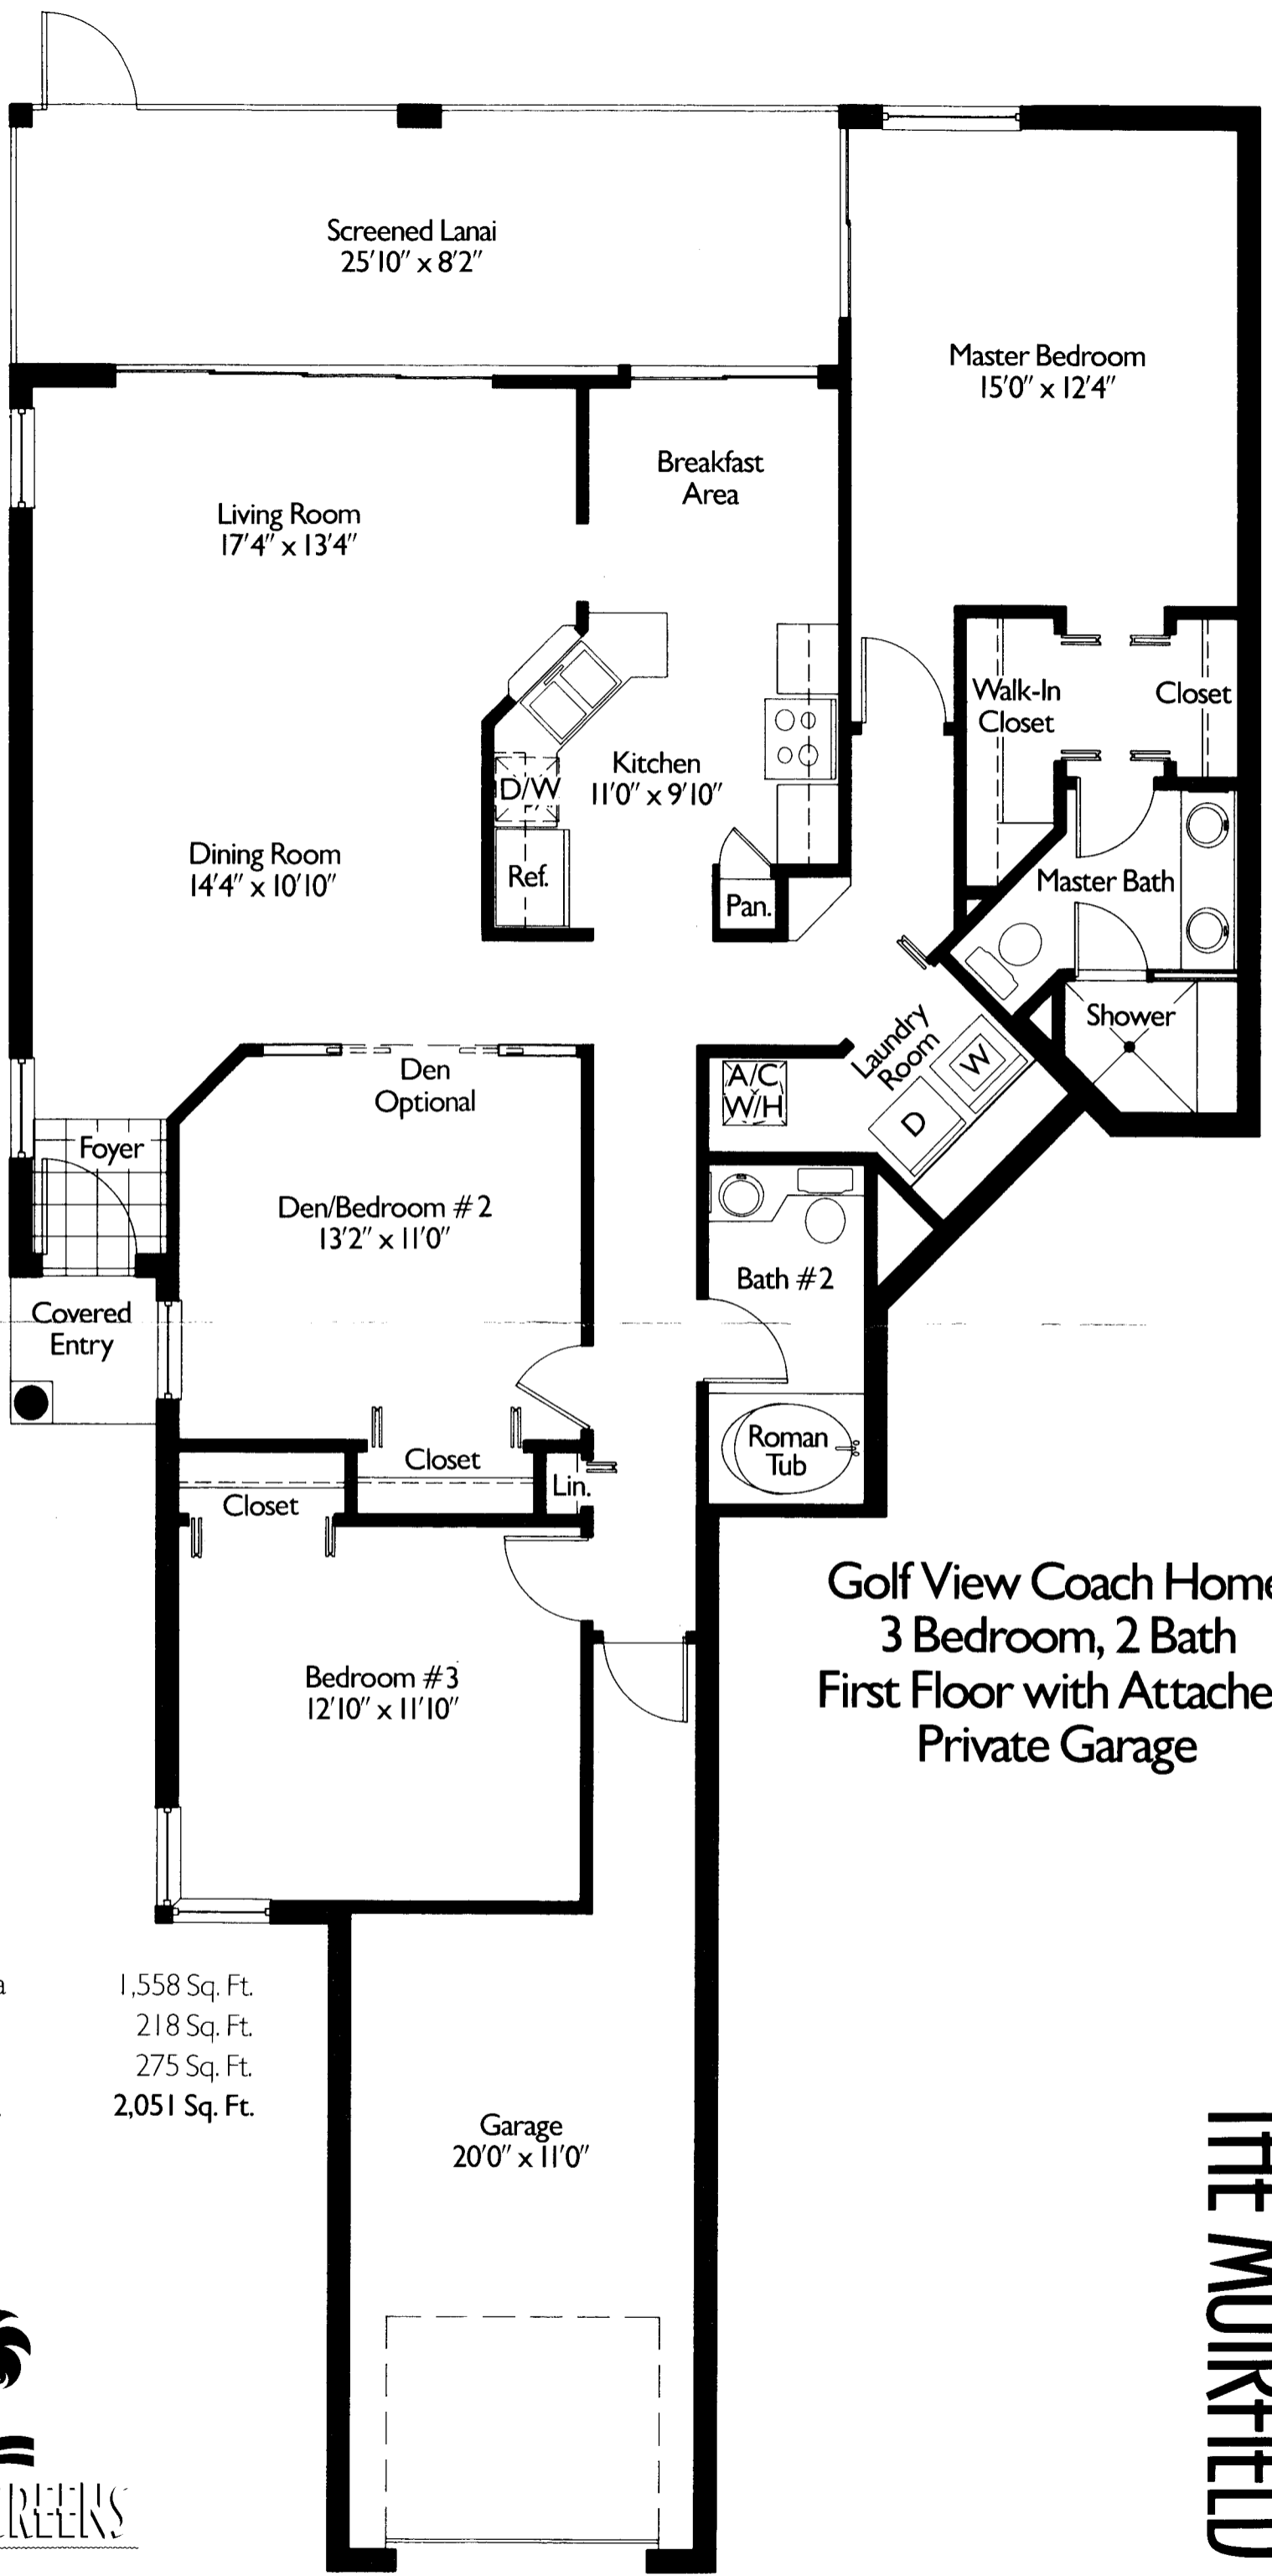 Screened Lanai
25'10" x 8'2"
Master Bedroom
15'0" x 12'4"
Breakfast
Area
Living Room
17'4" x 13'4"
Walk-In
Closet
Closet
Kitchen
11'0" x 9'10"
D/W
Dining Room
14'4" x 10'10"
Ref.
Pan.
Master Bath
Shower
Laundry
Room
W
D
A/C
W/H
Den
Optional
Foyer
Den/Bedroom #2
13'2" x 11'0"
Bath #2
Covered
Entry
Roman
Tub
Closet
Lin.
Closet
Golf View Coach Home
3 Bedroom, 2 Bath
First Floor with Attache
Private Garage
Bedroom #3
12'10" x 11'10"
a 1,558 Sq. Ft.
218 Sq. Ft.
275 Sq. Ft.
2,051 Sq. Ft.
Garage
20'0" x 11'0"
THE MUIRFIELD
REENS